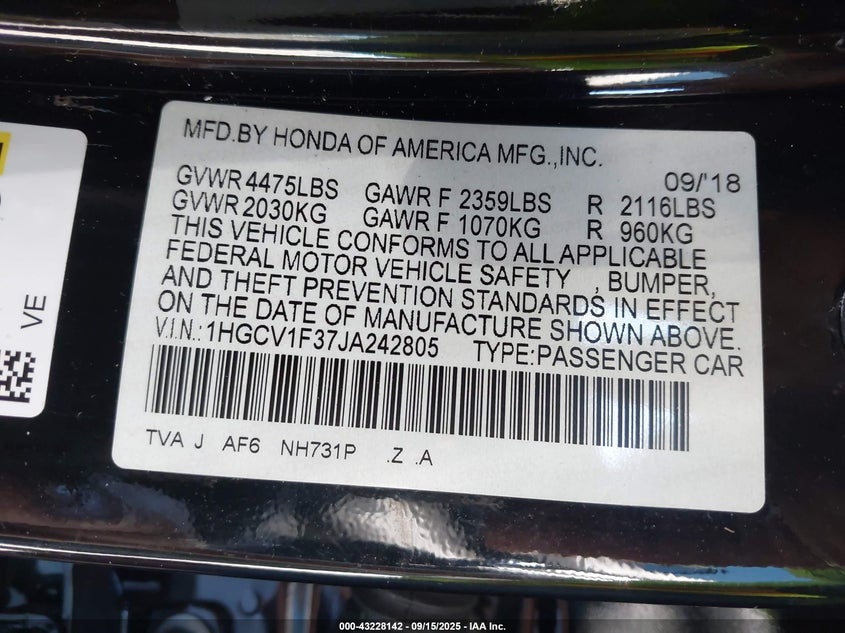 MFD.BY HONDA OF AMERICA MFG.,INC.
09/'18
GVWR 4475LBS GAWR F 2359LBS R 2116LBS
GVWR 2030KG GAWR F 1070KG R 960KG
THIS VEHICLE CONFORMS TO ALL APPLICABLE
FEDERAL MOTOR VEHICLE SAFETY , BUMPER,
AND THEFT PREVENTION STANDARDS IN EFFECT
ON THE DATE OF MANUFACTURE SHOWN ABOVE.
V.I.N.:1HGCV1F37JA242805 TYPE:PASSENGER CAR
TVA J AF6 NH731P .Z .A
VE
000-43228142 - 09/15/2025 - IAA Inc.